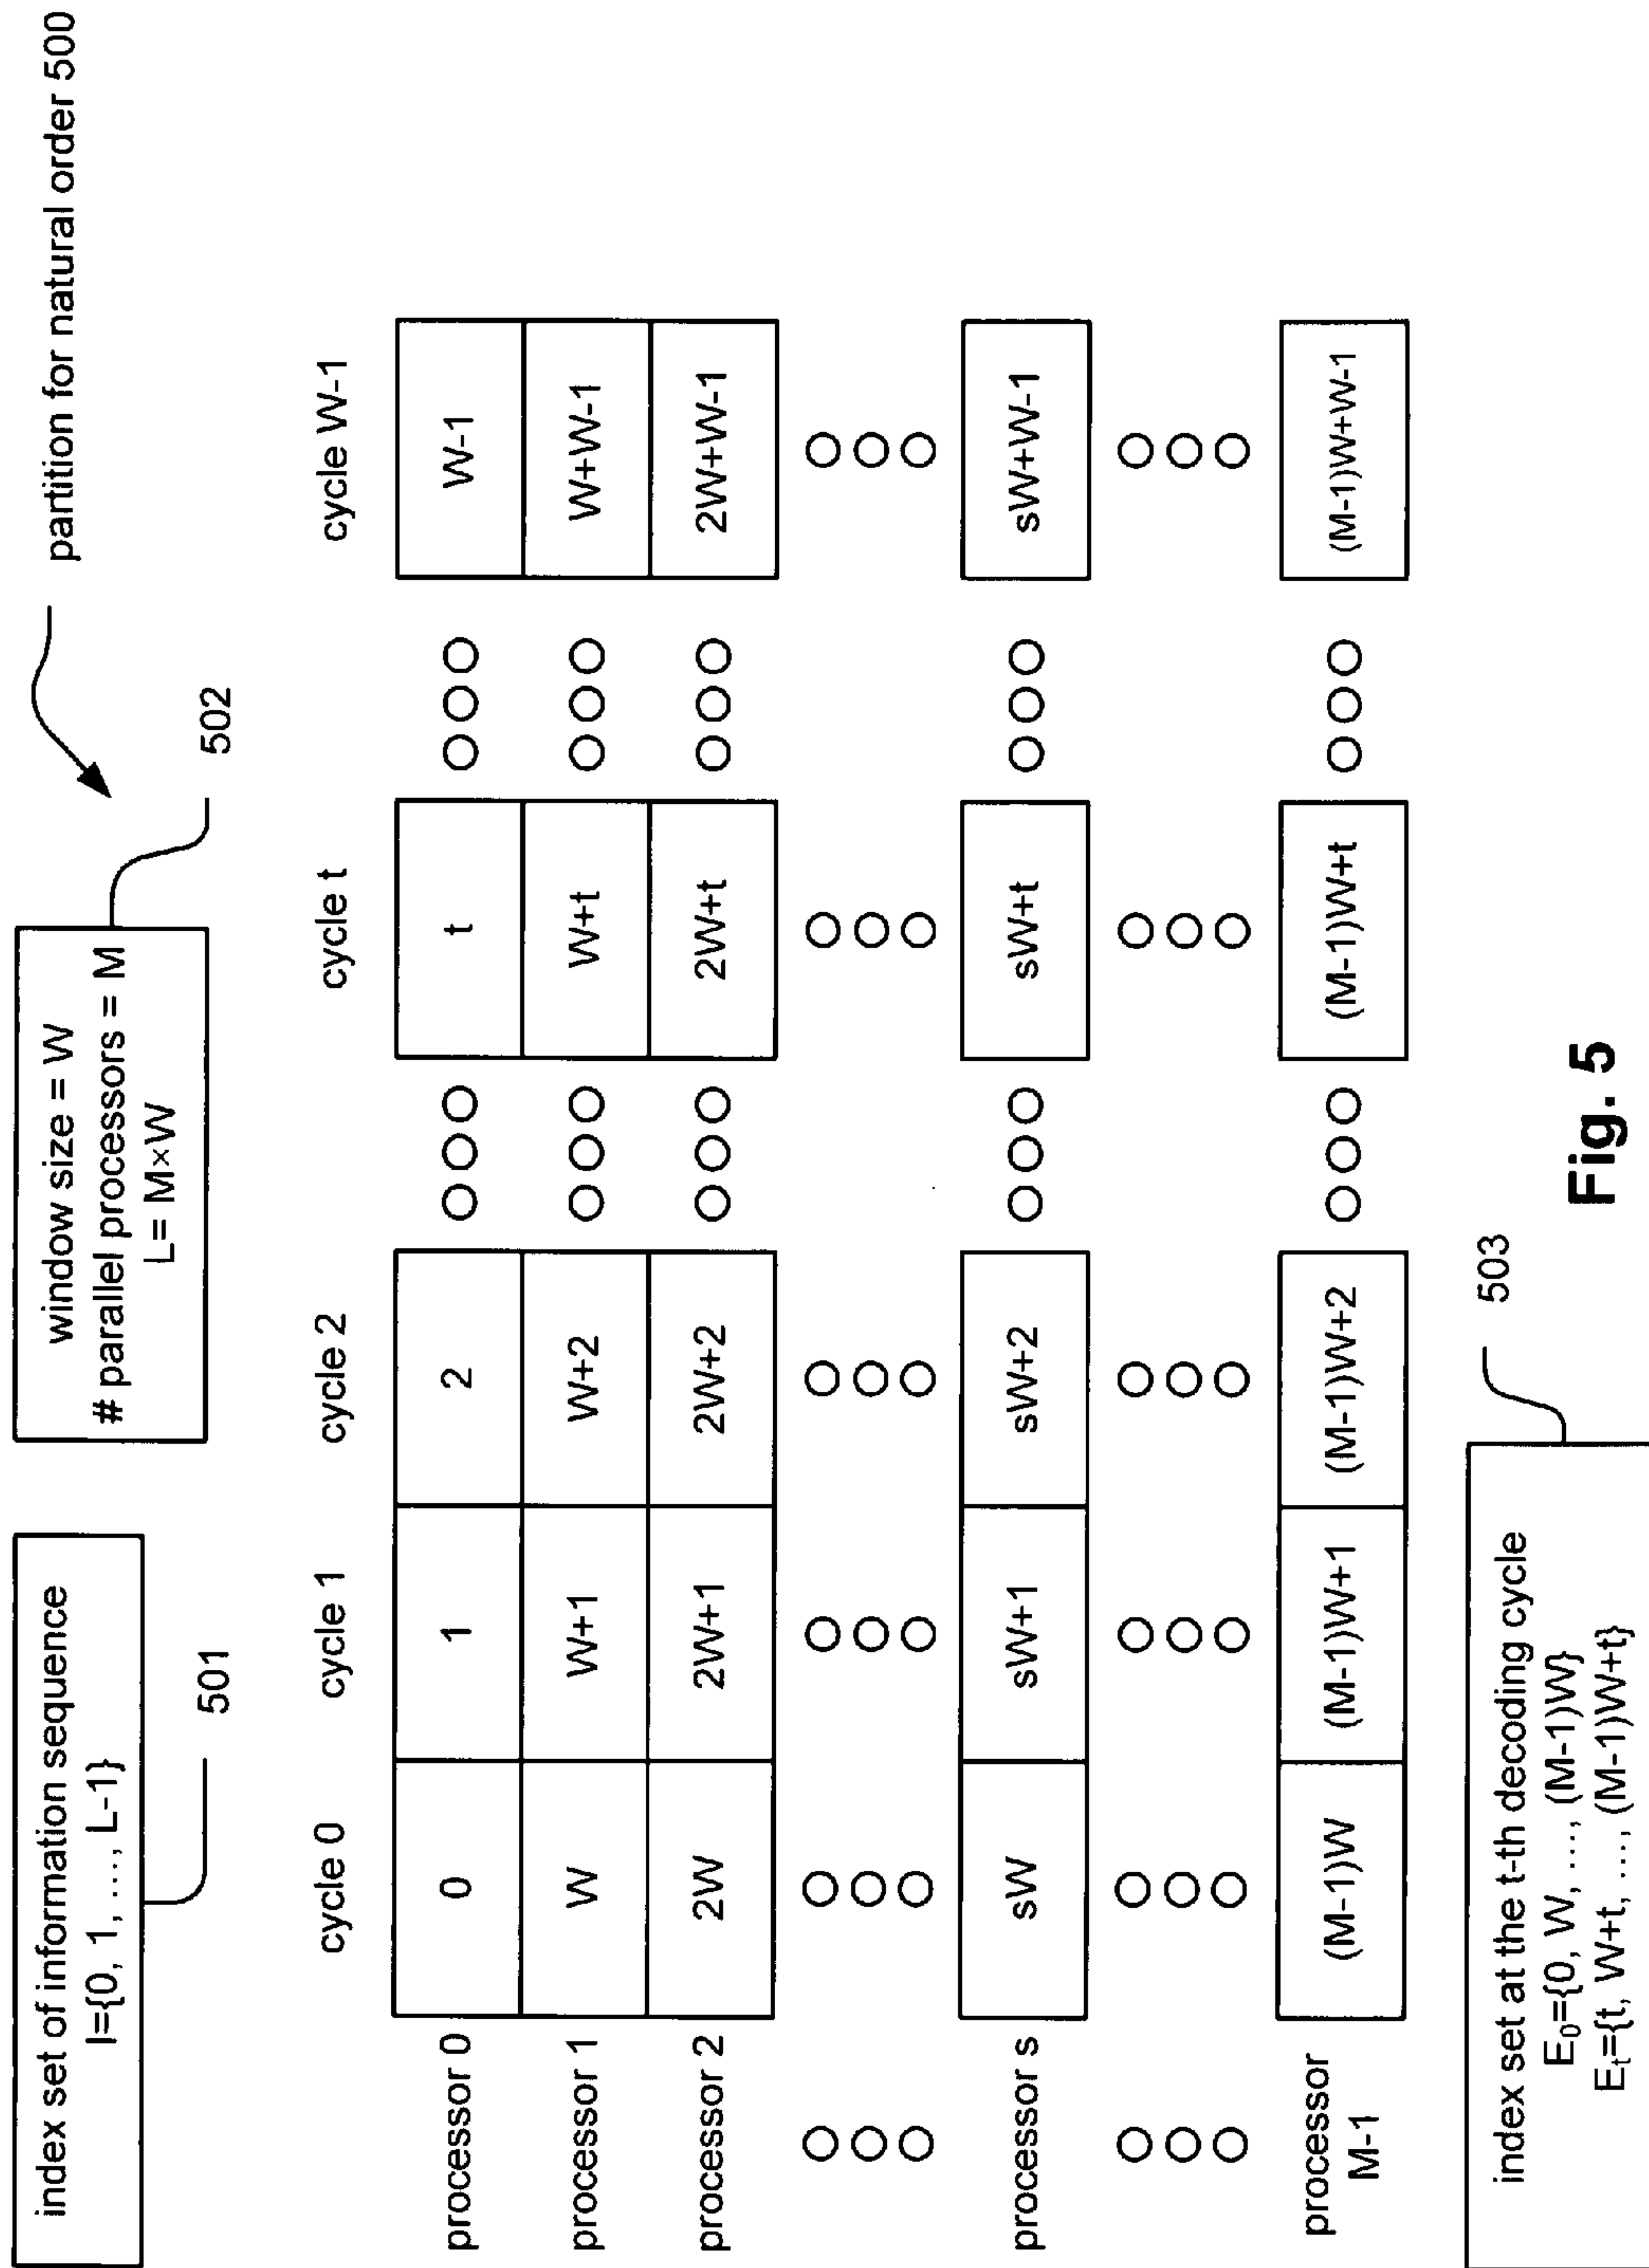 partition for natural order 500
index set of information sequence
I={0, 1, ...., L-1}
501
window size = W
# parallel processors = M
L= M×W
502
cycle 0 cycle 1 cycle 2 cycle t cycle W-1
processor 0 0 1 2 t W-1
processor 1 W W+1 W+2 W+t W+W-1
processor 2 2W 2W+1 2W+2 2W+t 2W+W-1
processor s sW sW+1 sW+2 sW+t sW+W-1
processor
M-1 (M-1)W (M-1)W+1 (M-1)W+2 (M-1)W+t (M-1)W+W-1
index set at the t-th decoding cycle
E₀={0, W, ...., (M-1)W}
Eₜ={t, W+t, ...., (M-1)W+t}
503
Fig. 5